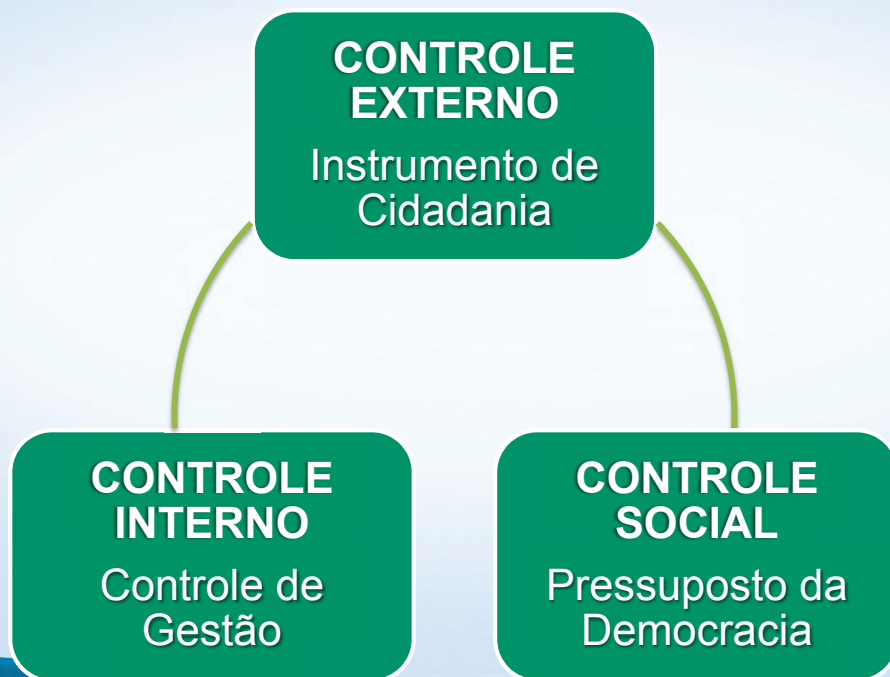 CONTROLE
EXTERNO
Instrumento de
Cidadania
CONTROLE
INTERNO
Controle de
Gestão
CONTROLE
SOCIAL
Pressuposto da
Democracia